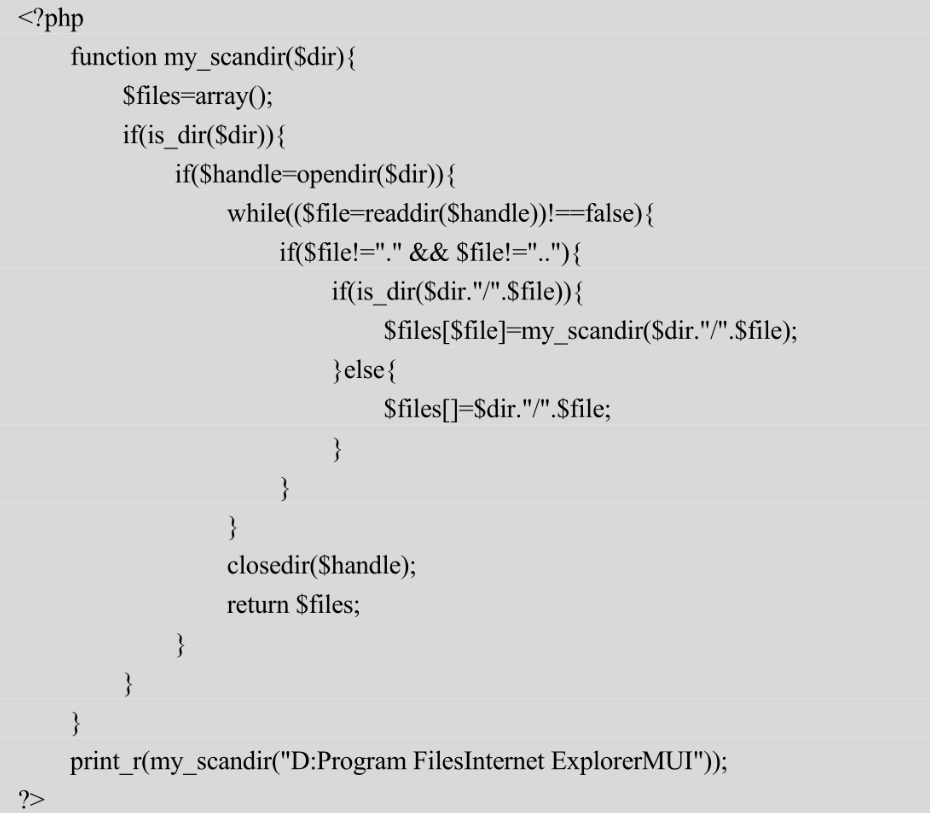 <?php
function my_scandir($dir){
$files=array();
if(is_dir($dir)){
if($handle=opendir($dir)){
while(($file=readdir($handle))!==false){
if($file!="." && $file!=".."){
if(is_dir($dir."/".$file)){
$files[$file]=my_scandir($dir."/".$file);
}else{
$files[]=$dir."/".$file;
}
}
}
closedir($handle);
return $files;
}
}
}
print_r(my_scandir("D:Program FilesInternet ExplorerMUI"));
?>